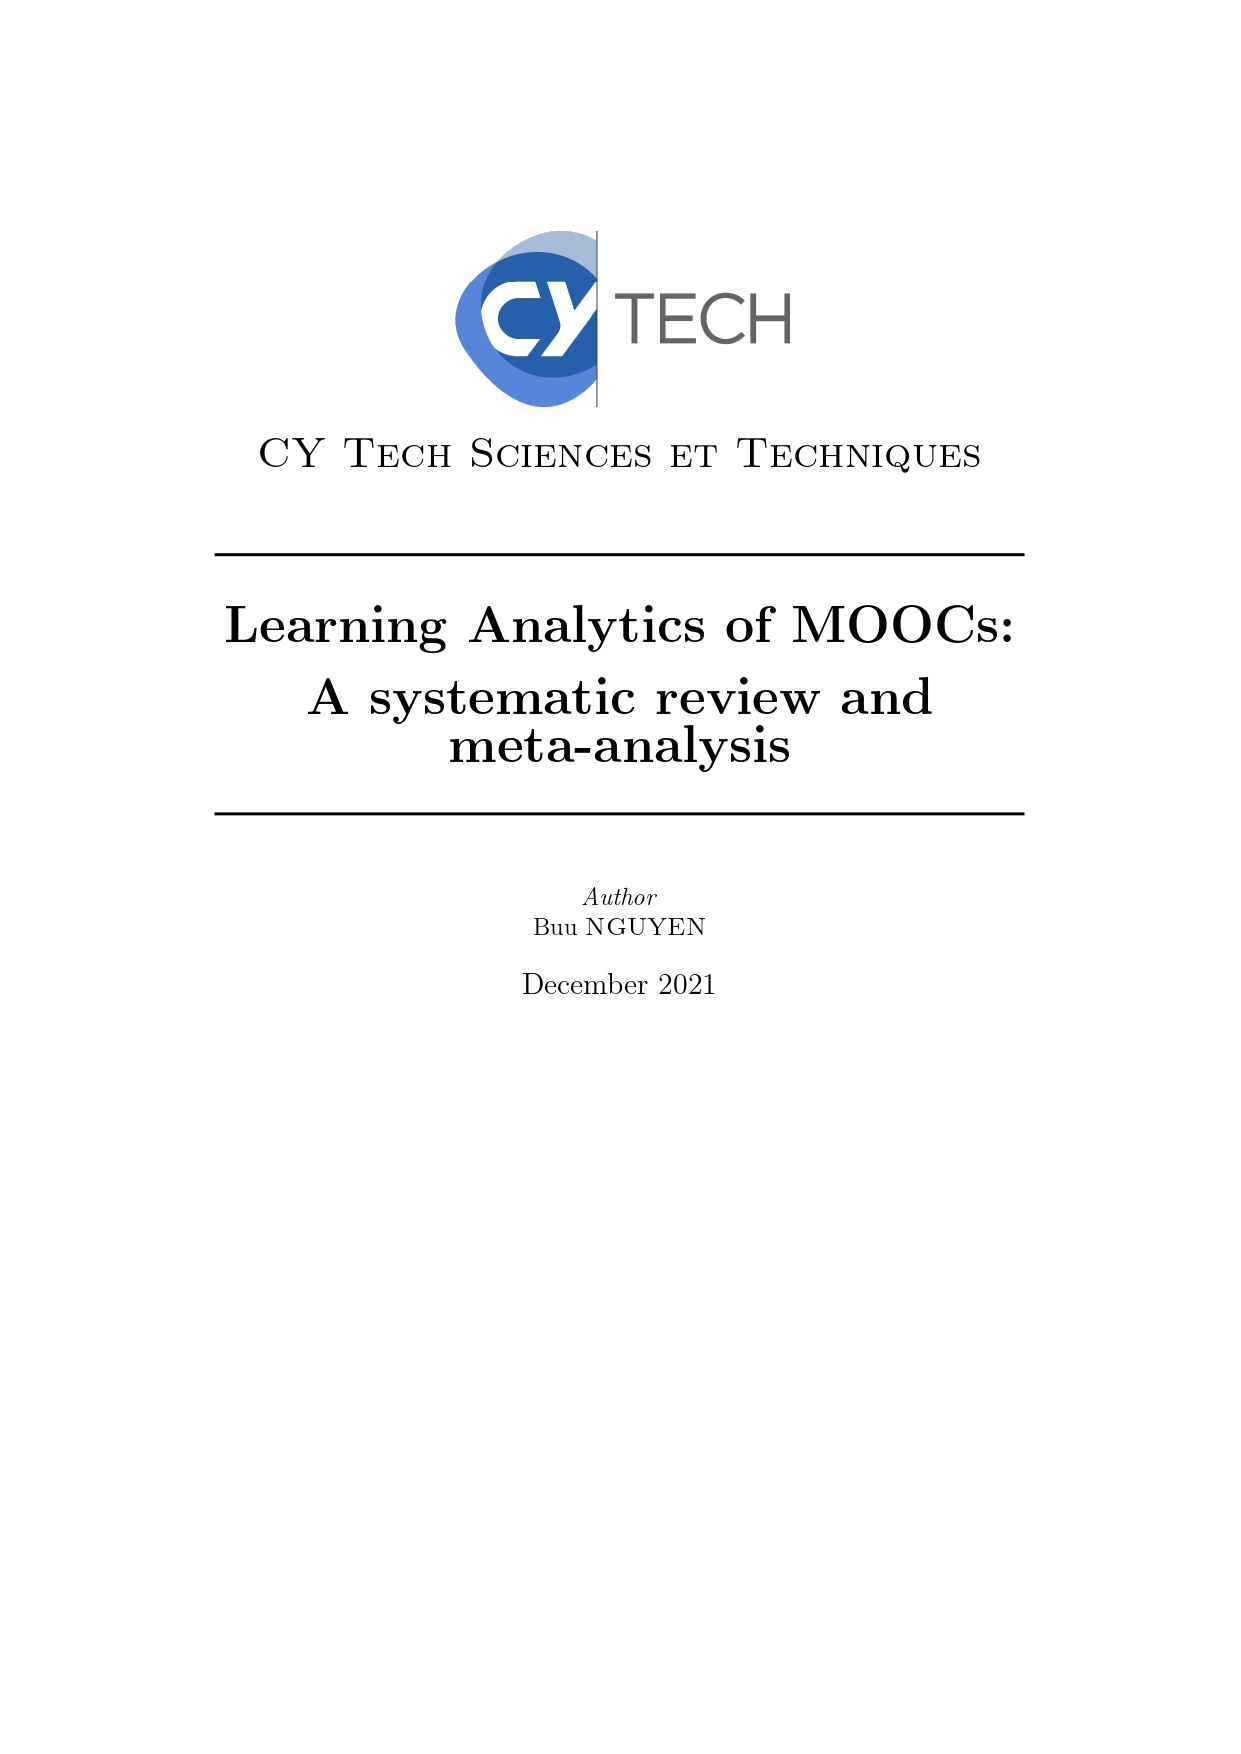 CY TECH
CY Tech Sciences et Techniques
Learning Analytics of MOOCs:
A systematic review and
meta-analysis
Author
Buu NGUYEN
December 2021